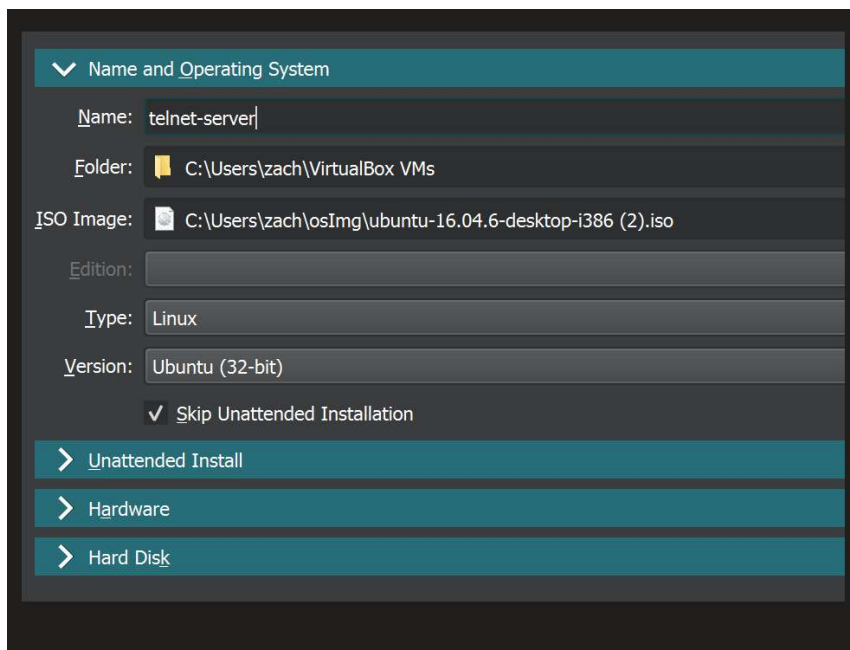 Name and Operating System
Name: telnet-server
Folder: C:\Users\zach\VirtualBox VMs
ISO Image: C:\Users\zach\osImg\ubuntu-16.04.6-desktop-i386 (2).iso
Edition:
Type: Linux
Version: Ubuntu (32-bit)
Skip Unattended Installation
Unattended Install
Hardware
Hard Disk